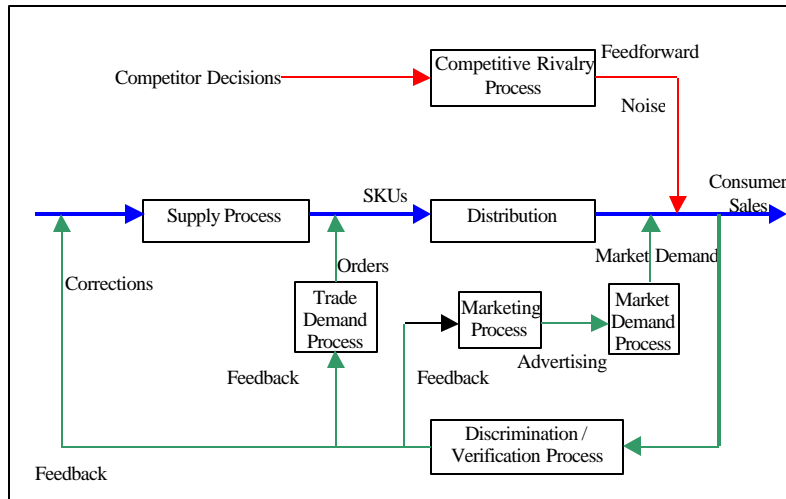 Feedforward
Competitor Decisions
Competitive Rivalry
Process
Noise
Consumer
Sales
SKUs
Supply Process
Distribution
Market Demand
Orders
Corrections
Trade
Demand
Process
Marketing
Process
Market
Demand
Process
Advertising
Feedback
Feedback
Discrimination /
Verification Process
Feedback